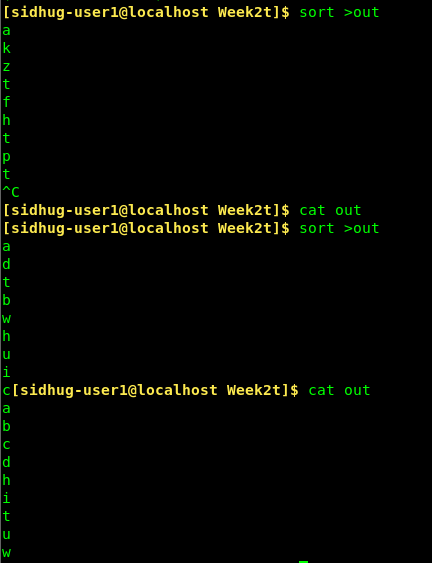 [sidhug-user1@localhost Week2t]$ sort >out
a
k
z
t
f
h
t
p
t
^C
[sidhug-user1@localhost Week2t]$ cat out
[sidhug-user1@localhost Week2t]$ sort >out
a
d
t
b
w
h
u
i
c[sidhug-user1@localhost Week2t]$ cat out
a
b
c
d
h
i
t
u
w